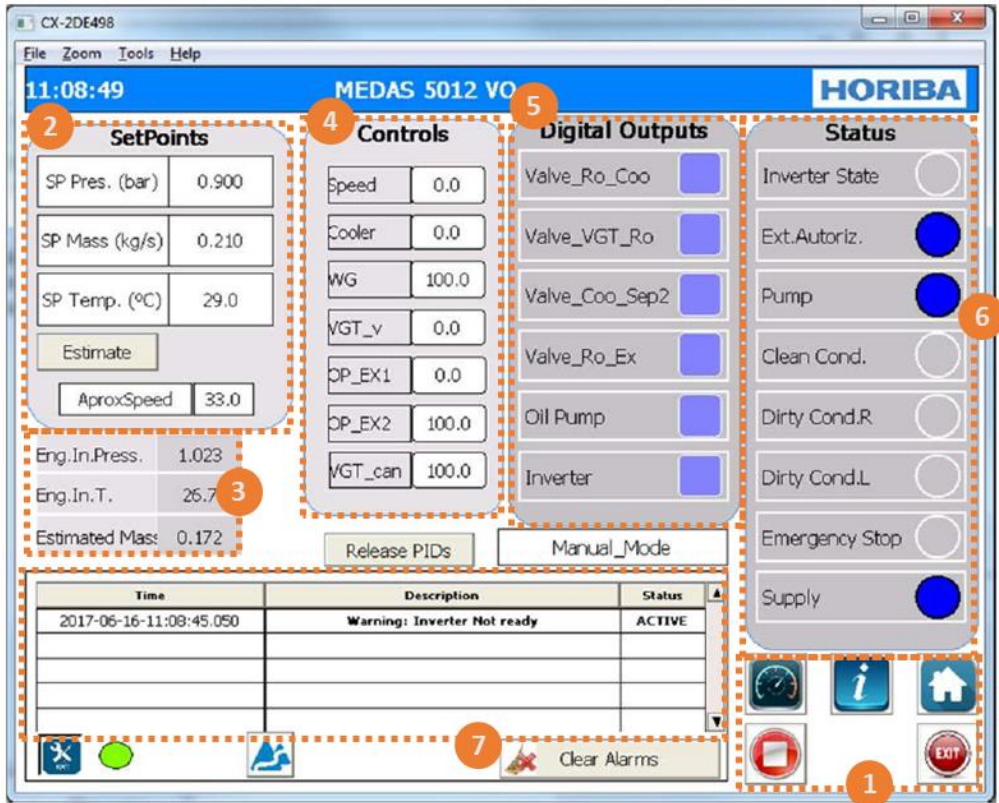 CX-2DE498
File Zoom Tools Help
11:08:49 MEDAS 5012 VO HORIBA
2 SetPoints
SP Pres. (bar) 0.900
SP Mass (kg/s) 0.210
SP Temp. (ºC) 29.0
Estimate
AproxSpeed 33.0
3
Eng.In.Press. 1.023
Eng.In.T. 26.7
Estimated Mass 0.172
4 Controls
Speed 0.0
Cooler 0.0
WG 100.0
VGT_v 0.0
OP_EX1 0.0
OP_EX2 100.0
VGT_can 100.0
5 Digital Outputs
Valve_Ro_Coo
Valve_VGT_Ro
Valve_Coo_Sep2
Valve_Ro_Ex
Oil Pump
Inverter
Release PIDs Manual_Mode
Status
Inverter State
Ext.Autoriz.
Pump
6
Clean Cond.
Dirty Cond.R
Dirty Cond.L
Emergency Stop
Supply
Time Description Status
2017-06-16-11:08:45.050 Warning: Inverter Not ready ACTIVE
7 Clear Alarms
i
EXIT
1